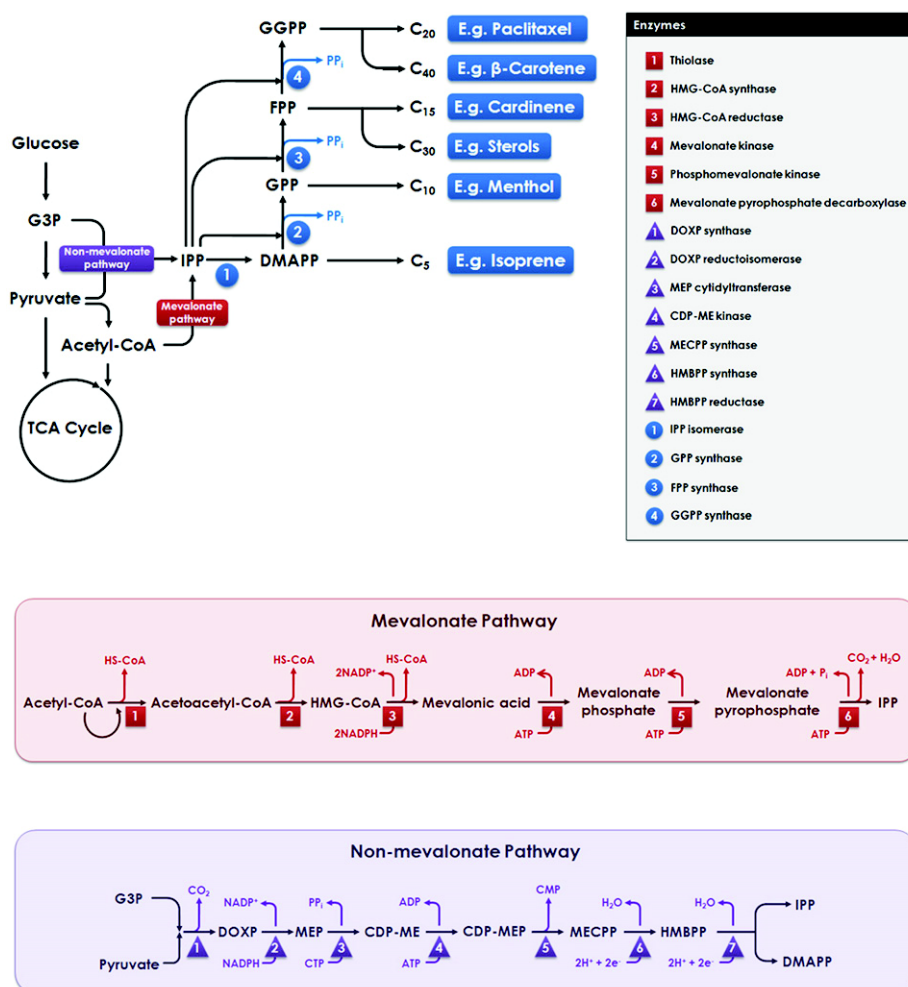 GGPP
C20
E.g. Paclitaxel
PPi
4
C40
E.g. β-Carotene
FPP
C15
E.g. Cardinene
PPi
3
C30
E.g. Sterols
GPP
C10
E.g. Menthol
PPi
2
Glucose
G3P
Non-mevalonate
pathway
IPP
1
DMAPP
C5
E.g. Isoprene
Pyruvate
Mevalonate
pathway
Acetyl-CoA
TCA Cycle
Enzymes
1 Thiolase
2 HMG-CoA synthase
3 HMG-CoA reductase
4 Mevalonate kinase
5 Phosphomevalonate kinase
6 Mevalonate pyrophosphate decarboxylase
1 DOXP synthase
2 DOXP reductoisomerase
3 MEP cytidyltransferase
4 CDP-ME kinase
5 MECPP synthase
6 HMBPP synthase
7 HMBPP reductase
1 IPP isomerase
2 GPP synthase
3 FPP synthase
4 GGPP synthase
Mevalonate Pathway
HS-CoA
HS-CoA
2NADP+
HS-CoA
ADP
ADP
ADP + Pi
CO2 + H2O
Acetyl-CoA
1
Acetoacetyl-CoA
2
HMG-CoA
3
Mevalonic acid
4
Mevalonate
phosphate
5
Mevalonate
pyrophosphate
6
IPP
2NADPH
ATP
ATP
ATP
Non-mevalonate Pathway
G3P
CO2
NADP+
PPi
ADP
CMP
H2O
H2O
IPP
1
DOXP
2
MEP
3
CDP-ME
4
CDP-MEP
5
MECPP
6
HMBPP
7
Pyruvate
NADPH
CTP
ATP
2H+ + 2e-
2H+ + 2e-
DMAPP